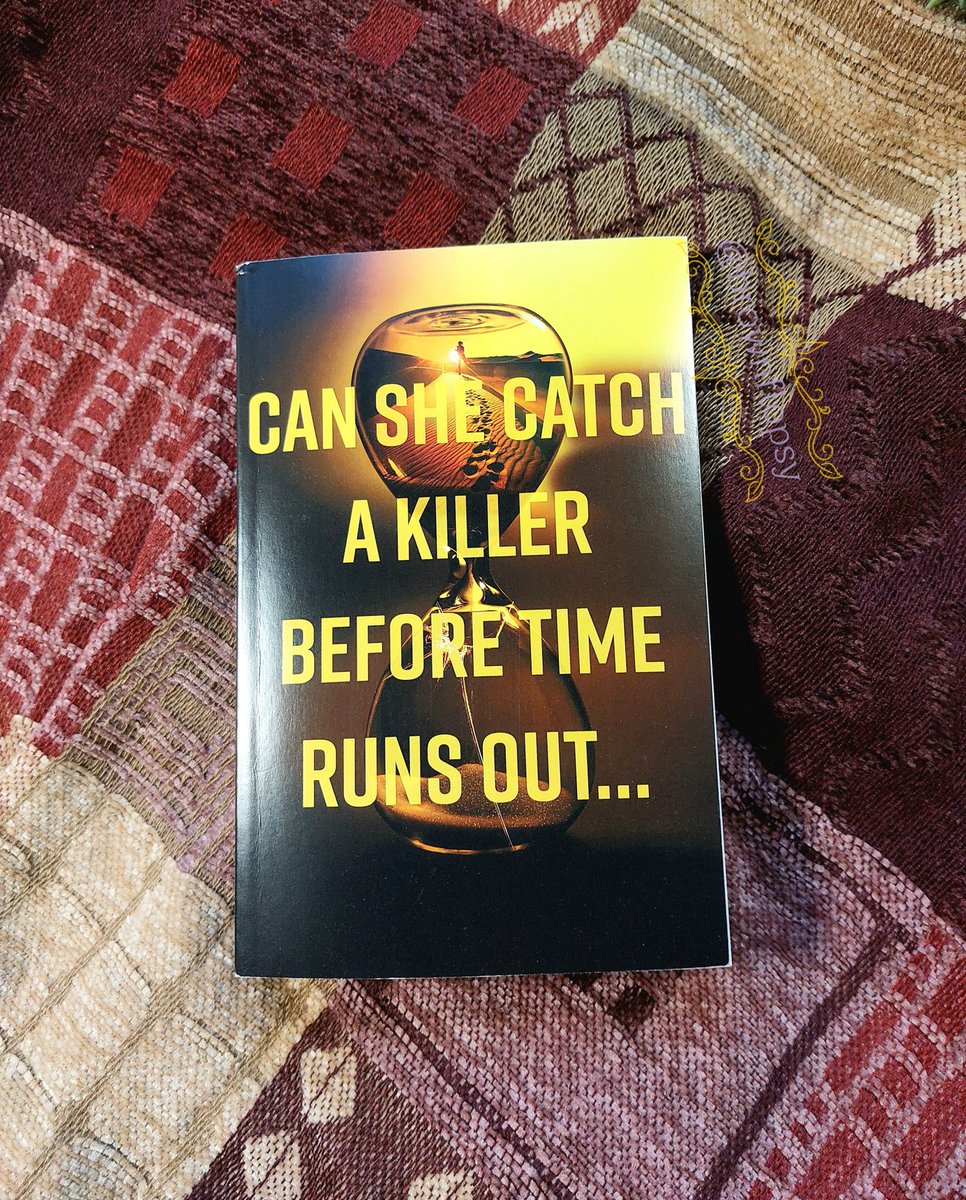 CAN SHE CATCH
A KILLER
BEFORE TIME
RUNS OUT...